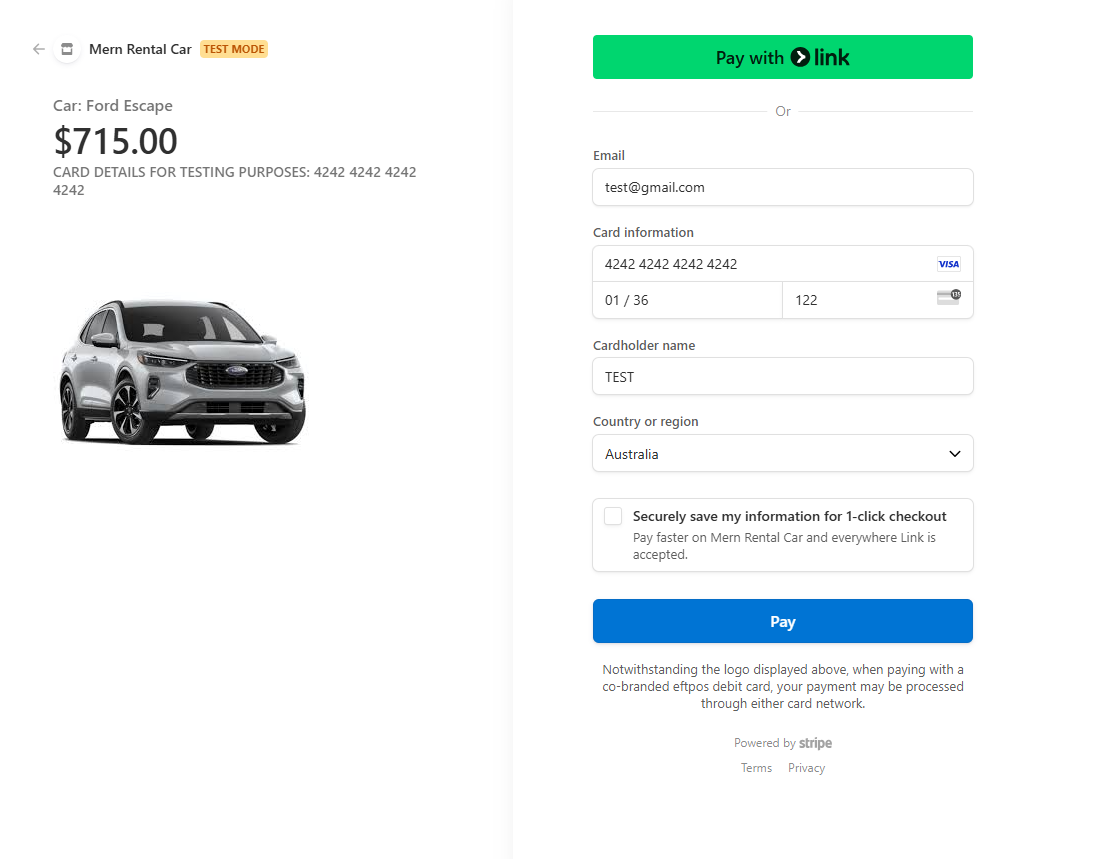 Mern Rental Car TEST MODE
Car: Ford Escape
$715.00
CARD DETAILS FOR TESTING PURPOSES: 4242 4242 4242
4242
Pay with link
Or
Email
test@gmail.com
Card information
4242 4242 4242 4242 VISA
01 / 36 122
Cardholder name
TEST
Country or region
Australia
Securely save my information for 1-click checkout
Pay faster on Mern Rental Car and everywhere Link is
accepted.
Pay
Notwithstanding the logo displayed above, when paying with a
co-branded eftpos debit card, your payment may be processed
through either card network.
Powered by stripe
Terms Privacy